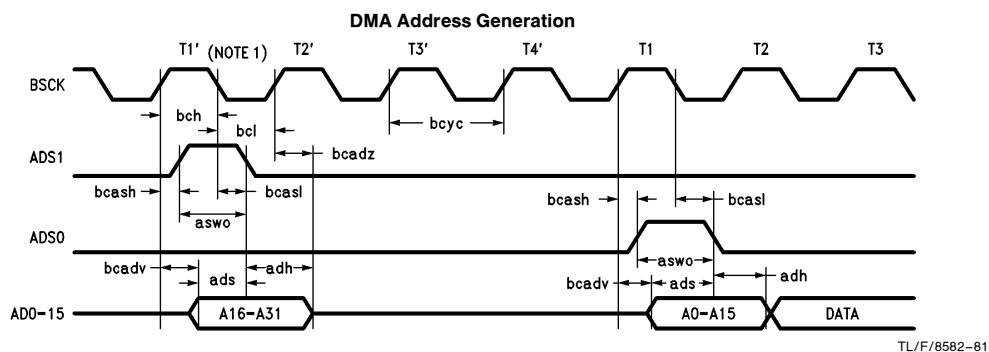 DMA Address Generation
T1′ (NOTE 1) T2′ T3′ T4′ T1 T2 T3
BSCK
bch
bcl
bcyc
bcadz
ADS1
bcash
bcasl
aswo
bcash
bcasl
ADS0
aswo
bcadv
ads
adh
bcadv
ads
adh
AD0-15
A16-A31
A0-A15
DATA
TL/F/8582-81